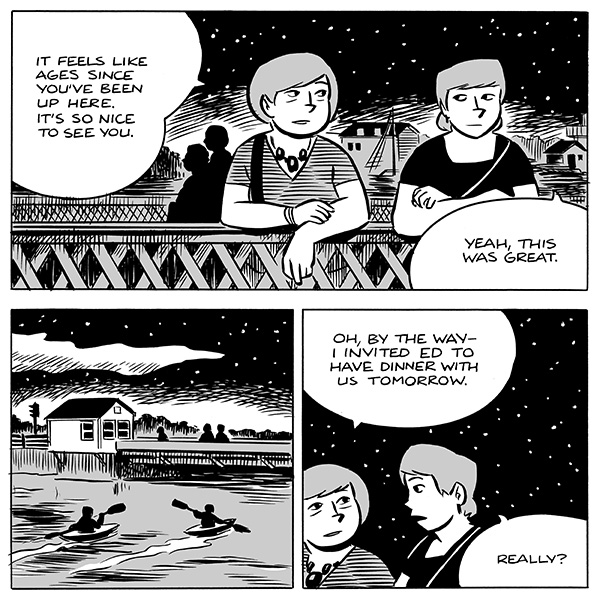 IT FEELS LIKE
AGES SINCE
YOU'VE BEEN
UP HERE.
IT'S SO NICE
TO SEE YOU.
YEAH, THIS
WAS GREAT.
OH, BY THE WAY–
I INVITED ED TO
HAVE DINNER WITH
US TOMORROW.
REALLY?